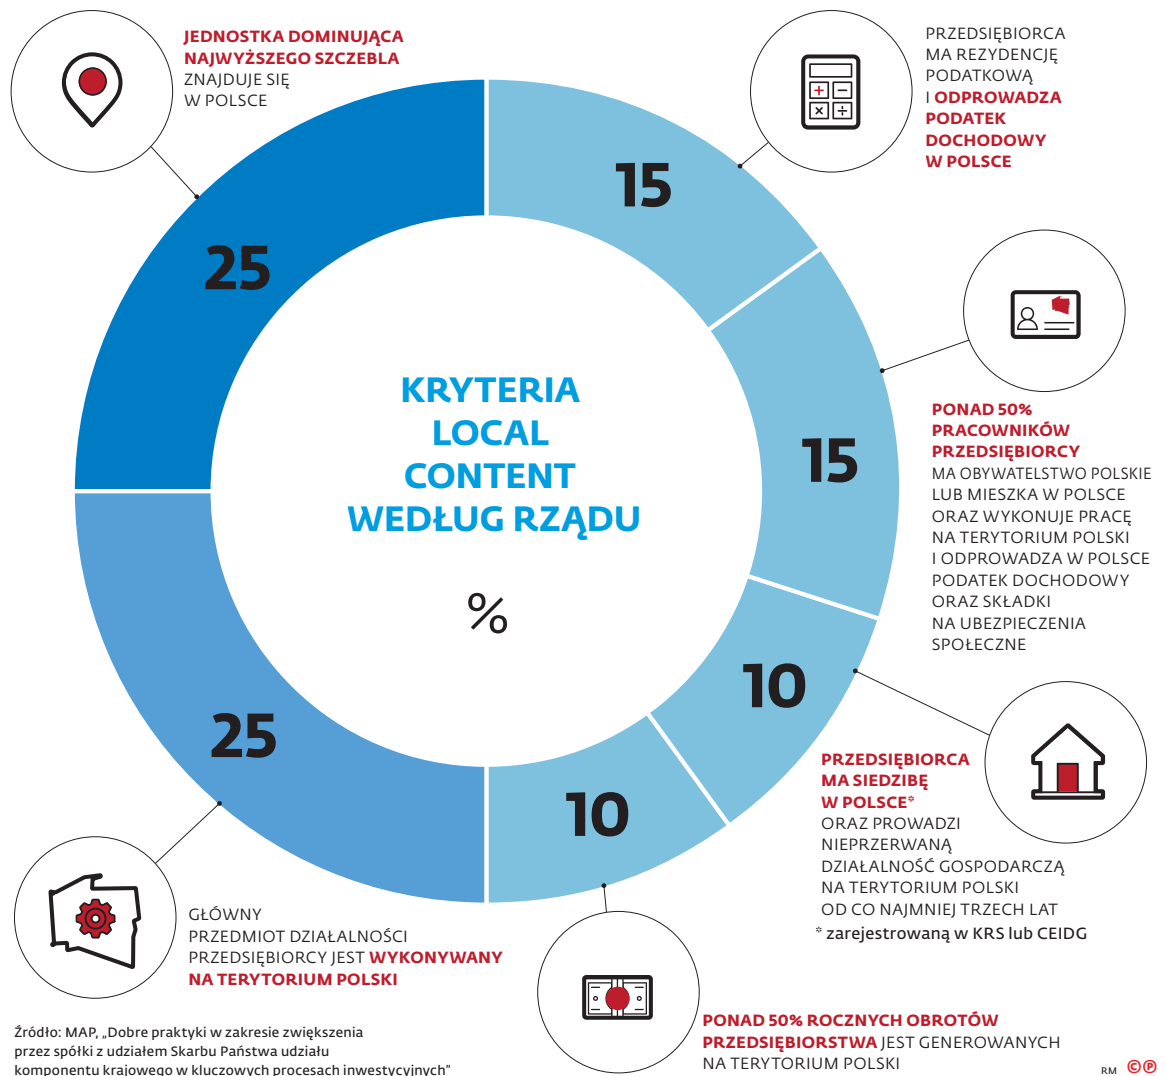 JEDNOSTKA DOMINUJĄCA
NAJWYŻSZEGO SZCZEBLA
ZNAJDUJE SIĘ
W POLSCE
PRZEDSIĘBIORCA
MA REZYDENCJĘ
PODATKOWĄ
I ODPROWADZA
PODATEK
DOCHODOWY
W POLSCE
15
25
KRYTERIA
LOCAL
CONTENT
WEDŁUG RZĄDU
%
15
PONAD 50%
PRACOWNIKÓW
PRZEDSIĘBIORCY
MA OBYWATELSTWO POLSKIE
LUB MIESZKA W POLSCE
ORAZ WYKONUJE PRACĘ
NA TERYTORIUM POLSKI
I ODPROWADZA W POLSCE
PODATEK DOCHODOWY
ORAZ SKŁADKI
NA UBEZPIECZENIA
SPOŁECZNE
10
25
10
PRZEDSIĘBIORCA
MA SIEDZIBĘ
W POLSCE*
ORAZ PROWADZI
NIEPRZERWANĄ
DZIAŁALNOŚĆ GOSPODARCZĄ
NA TERYTORIUM POLSKI
OD CO NAJMNIEJ TRZECH LAT
* zarejestrowaną w KRS lub CEIDG
GŁÓWNY
PRZEDMIOT DZIAŁALNOŚCI
PRZEDSIĘBIORCY JEST WYKONYWANY
NA TERYTORIUM POLSKI
PONAD 50% ROCZNYCH OBROTÓW
PRZEDSIĘBIORSTWA JEST GENEROWANYCH
NA TERYTORIUM POLSKI
Źródło: MAP, „Dobre praktyki w zakresie zwiększenia
przez spółki z udziałem Skarbu Państwa udziału
komponentu krajowego w kluczowych procesach inwestycyjnych”
RM ©℗